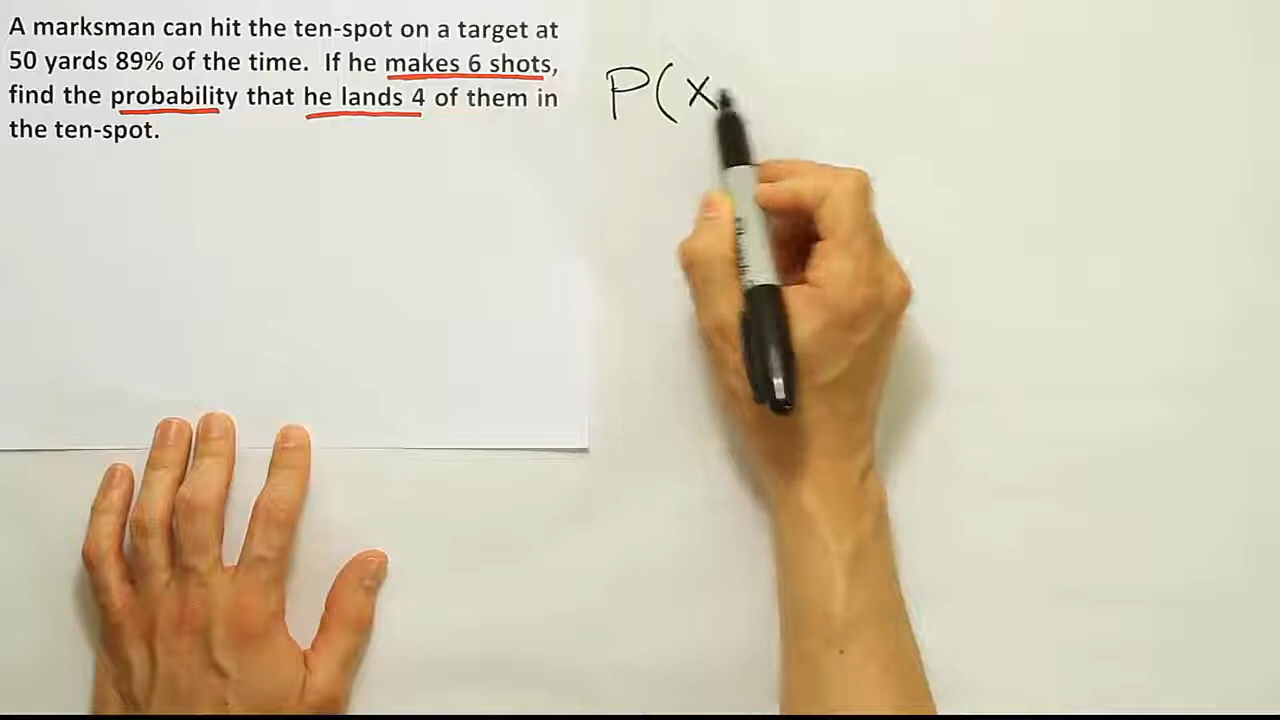 A marksman can hit the ten-spot on a target at
50 yards 89% of the time. If he makes 6 shots,
find the probability that he lands 4 of them in
the ten-spot.
P(x